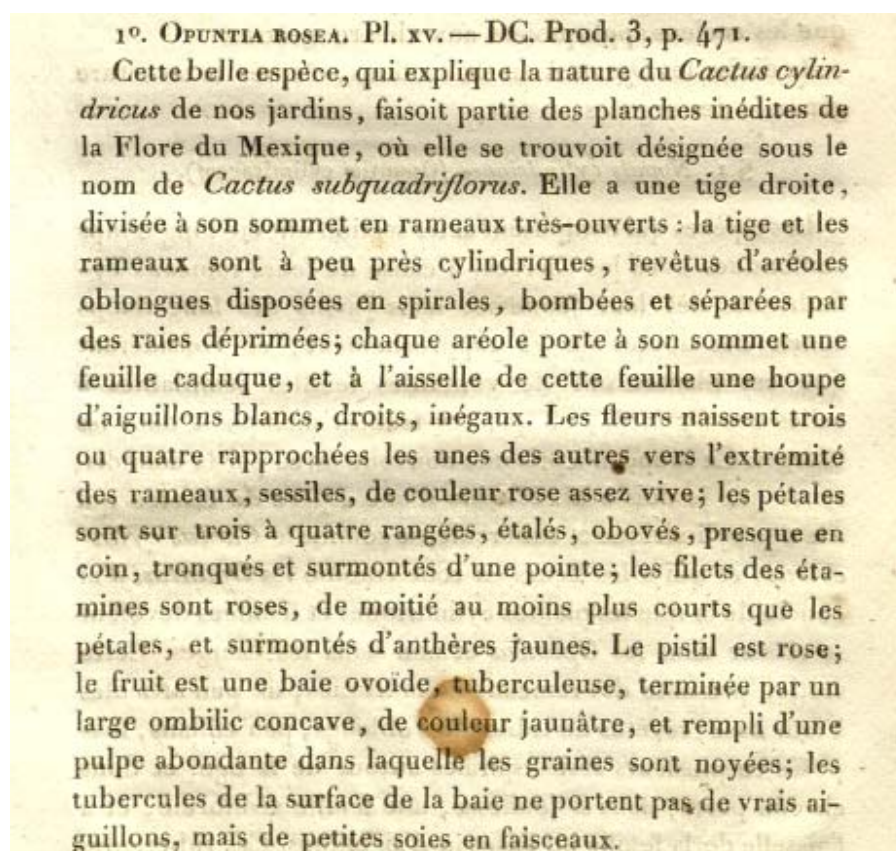 1º. OPUNTIA ROSEA. Pl. XV.—DC. Prod. 3, p. 471.
Cette belle espèce, qui explique la nature du Cactus cylin-
dricus de nos jardins, faisoit partie des planches inédites de
la Flore du Mexique, où elle se trouvoit désignée sous le
nom de Cactus subquadriflorus. Elle a une tige droite,
divisée à son sommet en rameaux très-ouverts : la tige et les
rameaux sont à peu près cylindriques, revêtus d'aréoles
oblongues disposées en spirales, bombées et séparées par
des raies déprimées; chaque aréole porte à son sommet une
feuille caduque, et à l'aisselle de cette feuille une houpe
d'aiguillons blancs, droits, inégaux. Les fleurs naissent trois
ou quatre rapprochées les unes des autres vers l'extrémité
des rameaux, sessiles, de couleur rose assez vive; les pétales
sont sur trois à quatre rangées, étalés, obovés, presque en
coin, tronqués et surmontés d'une pointe; les filets des éta-
mines sont roses, de moitié au moins plus courts que les
pétales, et surmontés d'anthères jaunes. Le pistil est rose;
le fruit est une baie ovoïde, tuberculeuse, terminée par un
large ombilic concave, de couleur jaunâtre, et rempli d'une
pulpe abondante dans laquelle les graines sont noyées; les
tubercules de la surface de la baie ne portent pas de vrais ai-
guillons, mais de petites soies en faisceaux.